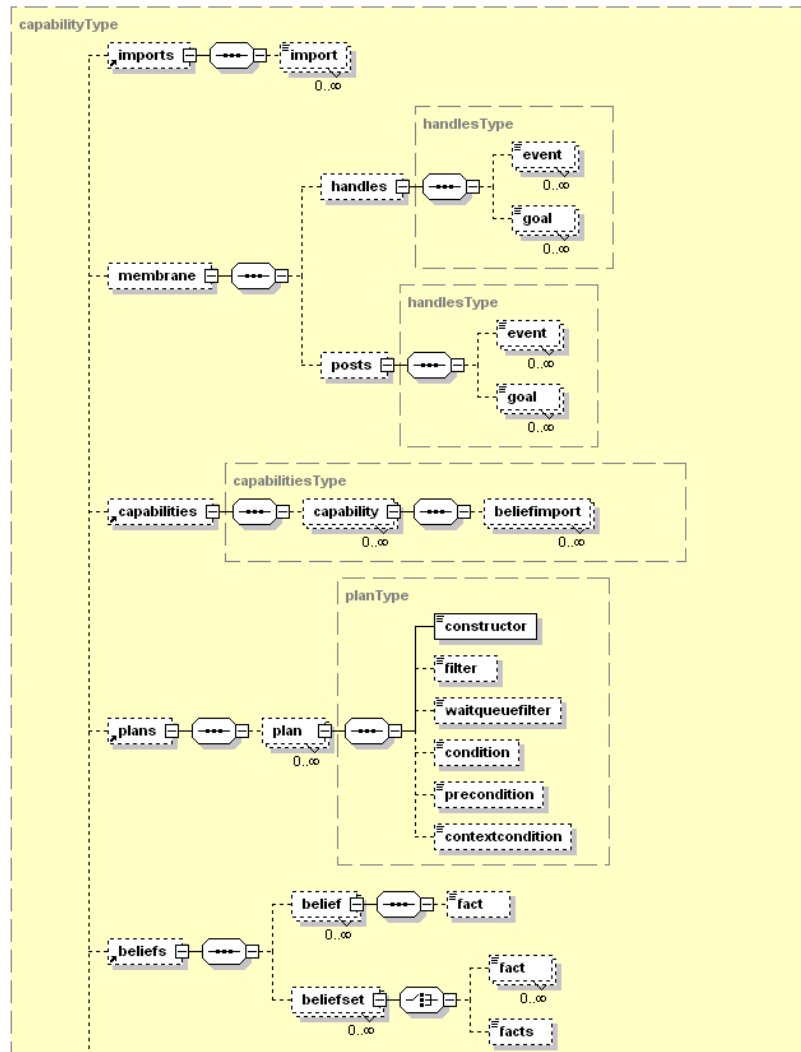 capabilityType
imports
import
0..∞
handlesType
event
0..∞
handles
goal
0..∞
membrane
handlesType
event
0..∞
posts
goal
0..∞
capabilitiesType
capabilities
capability
beliefimport
0..∞
0..∞
planType
constructor
filter
waitqueuefilter
plans
plan
0..∞
condition
precondition
contextcondition
belief
fact
0..∞
beliefs
fact
0..∞
beliefset
0..∞
facts